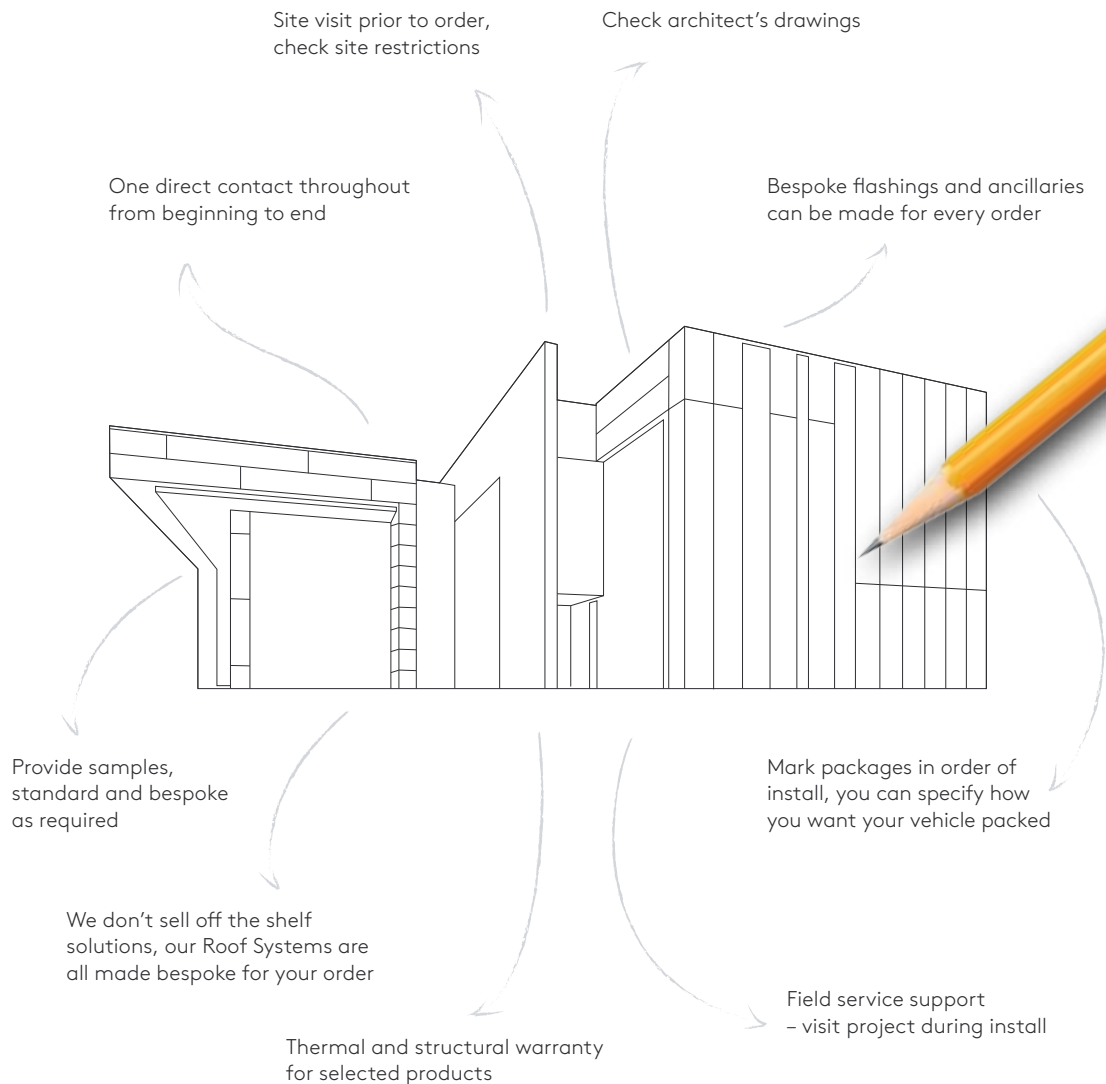 Site visit prior to order,
check site restrictions
Check architect’s drawings
One direct contact throughout
from beginning to end
Bespoke flashings and ancillaries
can be made for every order
Provide samples,
standard and bespoke
as required
Mark packages in order of
install, you can specify how
you want your vehicle packed
We don’t sell off the shelf
solutions, our Roof Systems are
all made bespoke for your order
Field service support
– visit project during install
Thermal and structural warranty
for selected products